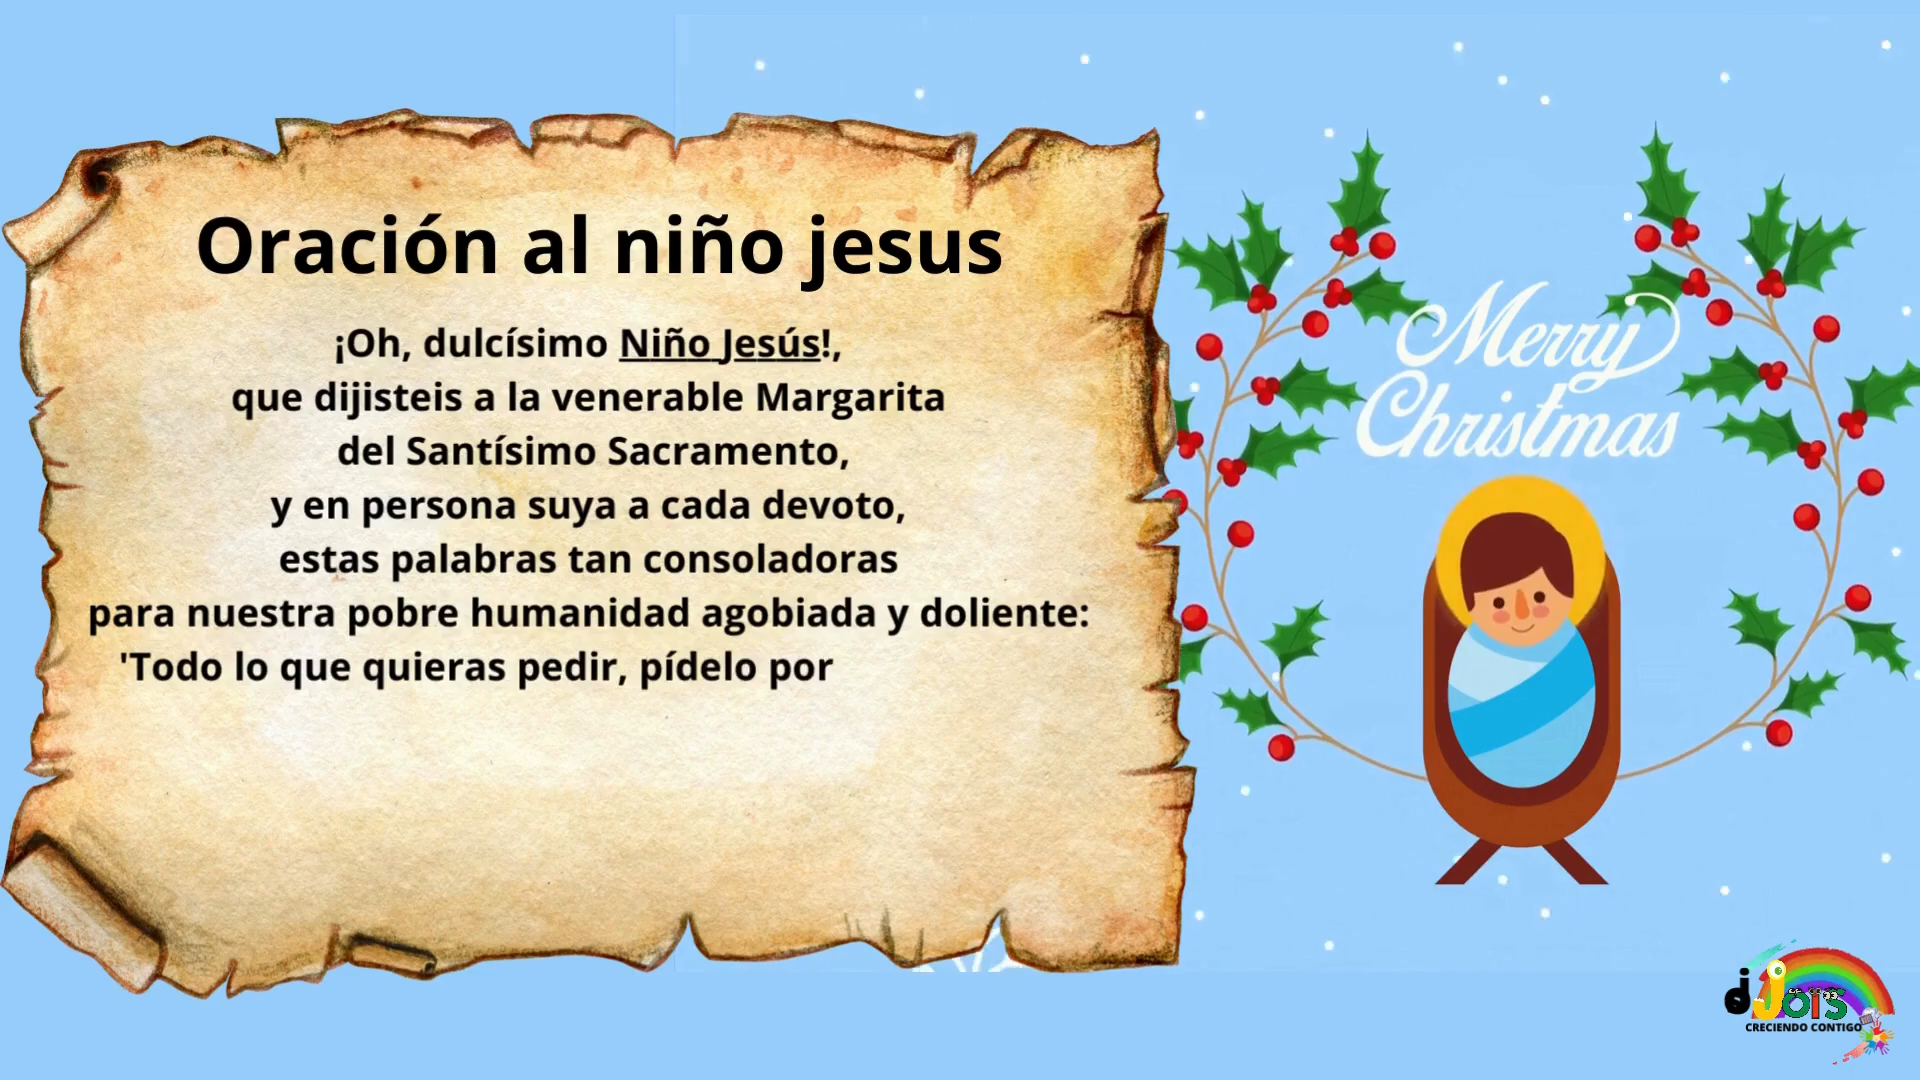 Oración al niño jesus
¡Oh, dulcísimo Niño Jesús!,
que dijisteis a la venerable Margarita
del Santísimo Sacramento,
y en persona suya a cada devoto,
estas palabras tan consoladoras
para nuestra pobre humanidad agobiada y doliente:
'Todo lo que quieras pedir, pídelo por
Merry
Christmas
CRECIENDO CONTIGO